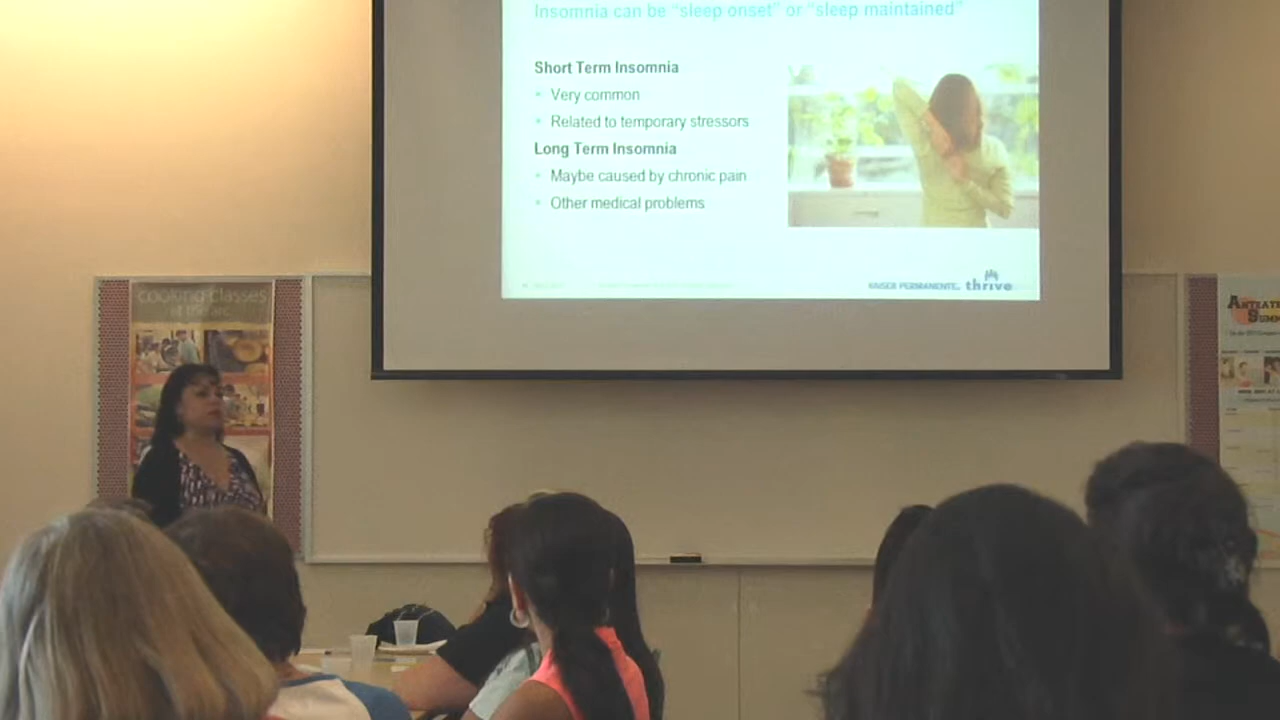 Insomnia can be “sleep onset” or “sleep maintained”
Short Term Insomnia
Very common
Related to temporary stressors
Long Term Insomnia
Maybe caused by chronic pain
Other medical problems
KAISER PERMANENTE. thrive
cooking classes
at the arc